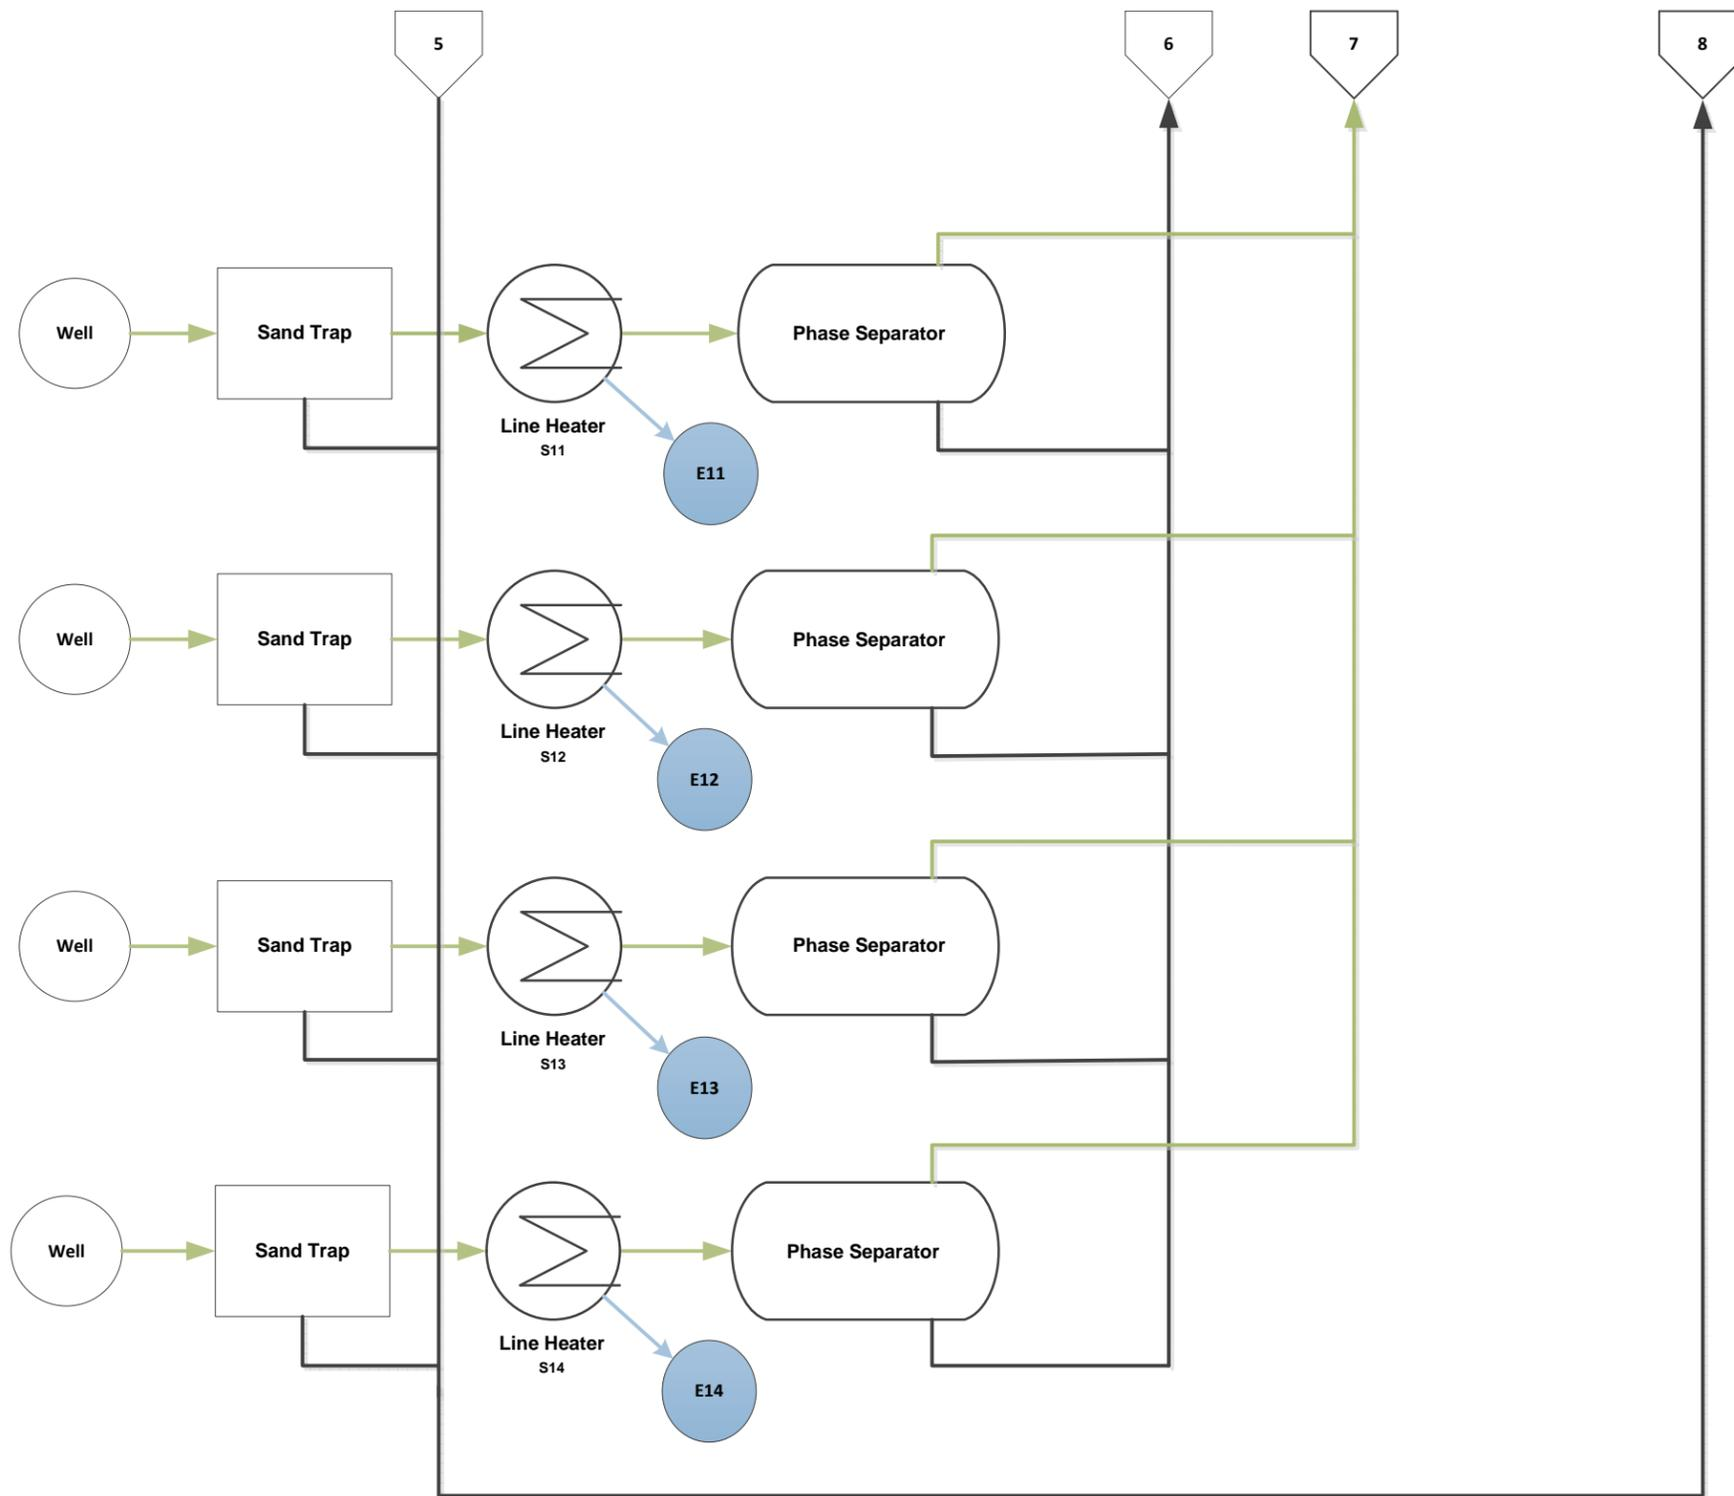 5
6
7
8
Well
Sand Trap
Phase Separator
Line Heater
S11
E11
Well
Sand Trap
Phase Separator
Line Heater
S12
E12
Well
Sand Trap
Phase Separator
Line Heater
S13
E13
Well
Sand Trap
Phase Separator
Line Heater
S14
E14